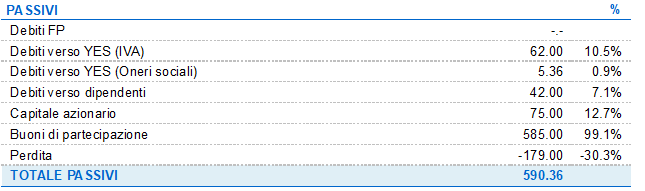 PASSIVI %
Debiti FP -.-
Debiti verso YES (IVA) 62.00 10.5%
Debiti verso YES (Oneri sociali) 5.36 0.9%
Debiti verso dipendenti 42.00 7.1%
Capitale azionario 75.00 12.7%
Buoni di partecipazione 585.00 99.1%
Perdita -179.00 -30.3%
TOTALE PASSIVI 590.36